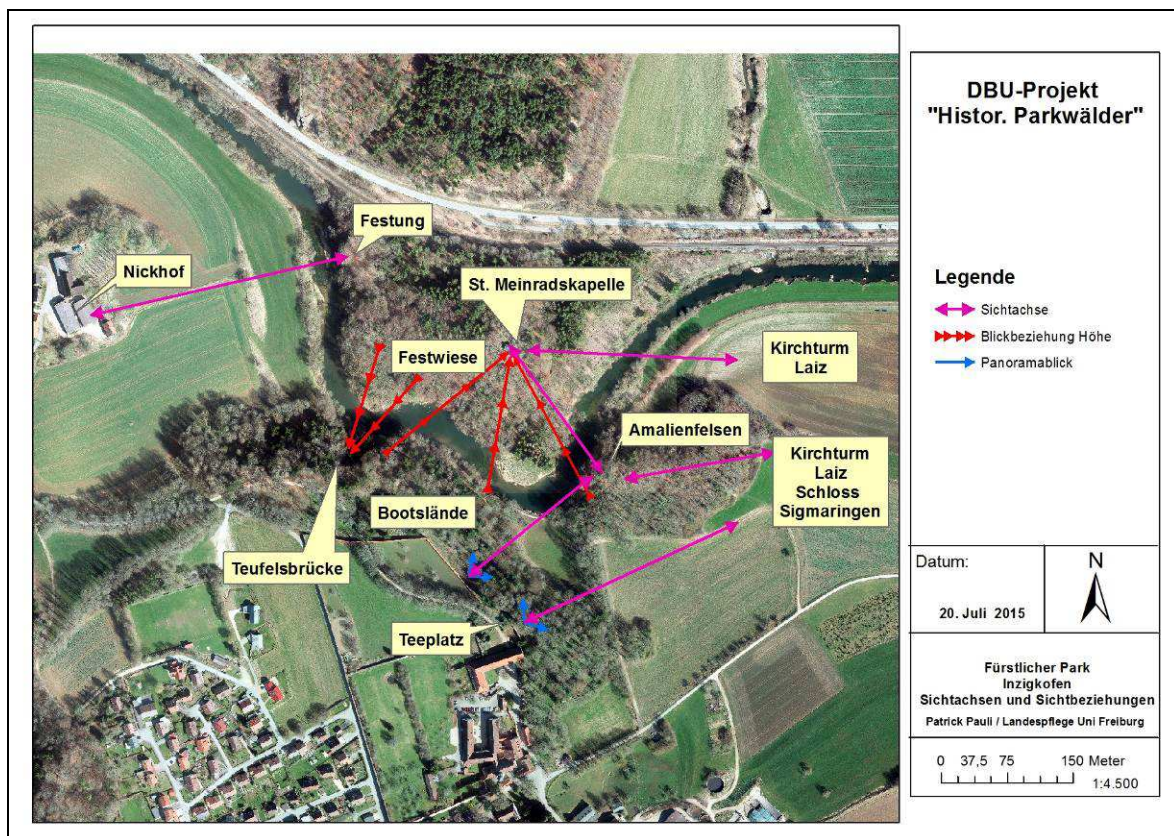 Festung
Nickhof
St. Meinradskapelle
Festwiese
Kirchturm
Laiz
Amalienfelsen
Kirchturm
Laiz
Schloss
Sigmaringen
Bootslände
Teufelsbrücke
Teeplatz
DBU-Projekt
"Histor. Parkwälder"
Legende
Sichtachse
Blickbeziehung Höhe
Panoramablick
Datum:
20. Juli 2015
N
Fürstlicher Park
Inzigkofen
Sichtachsen und Sichtbeziehungen
Patrick Pauli / Landespflege Uni Freiburg
0 37,5 75 150 Meter
1:4.500